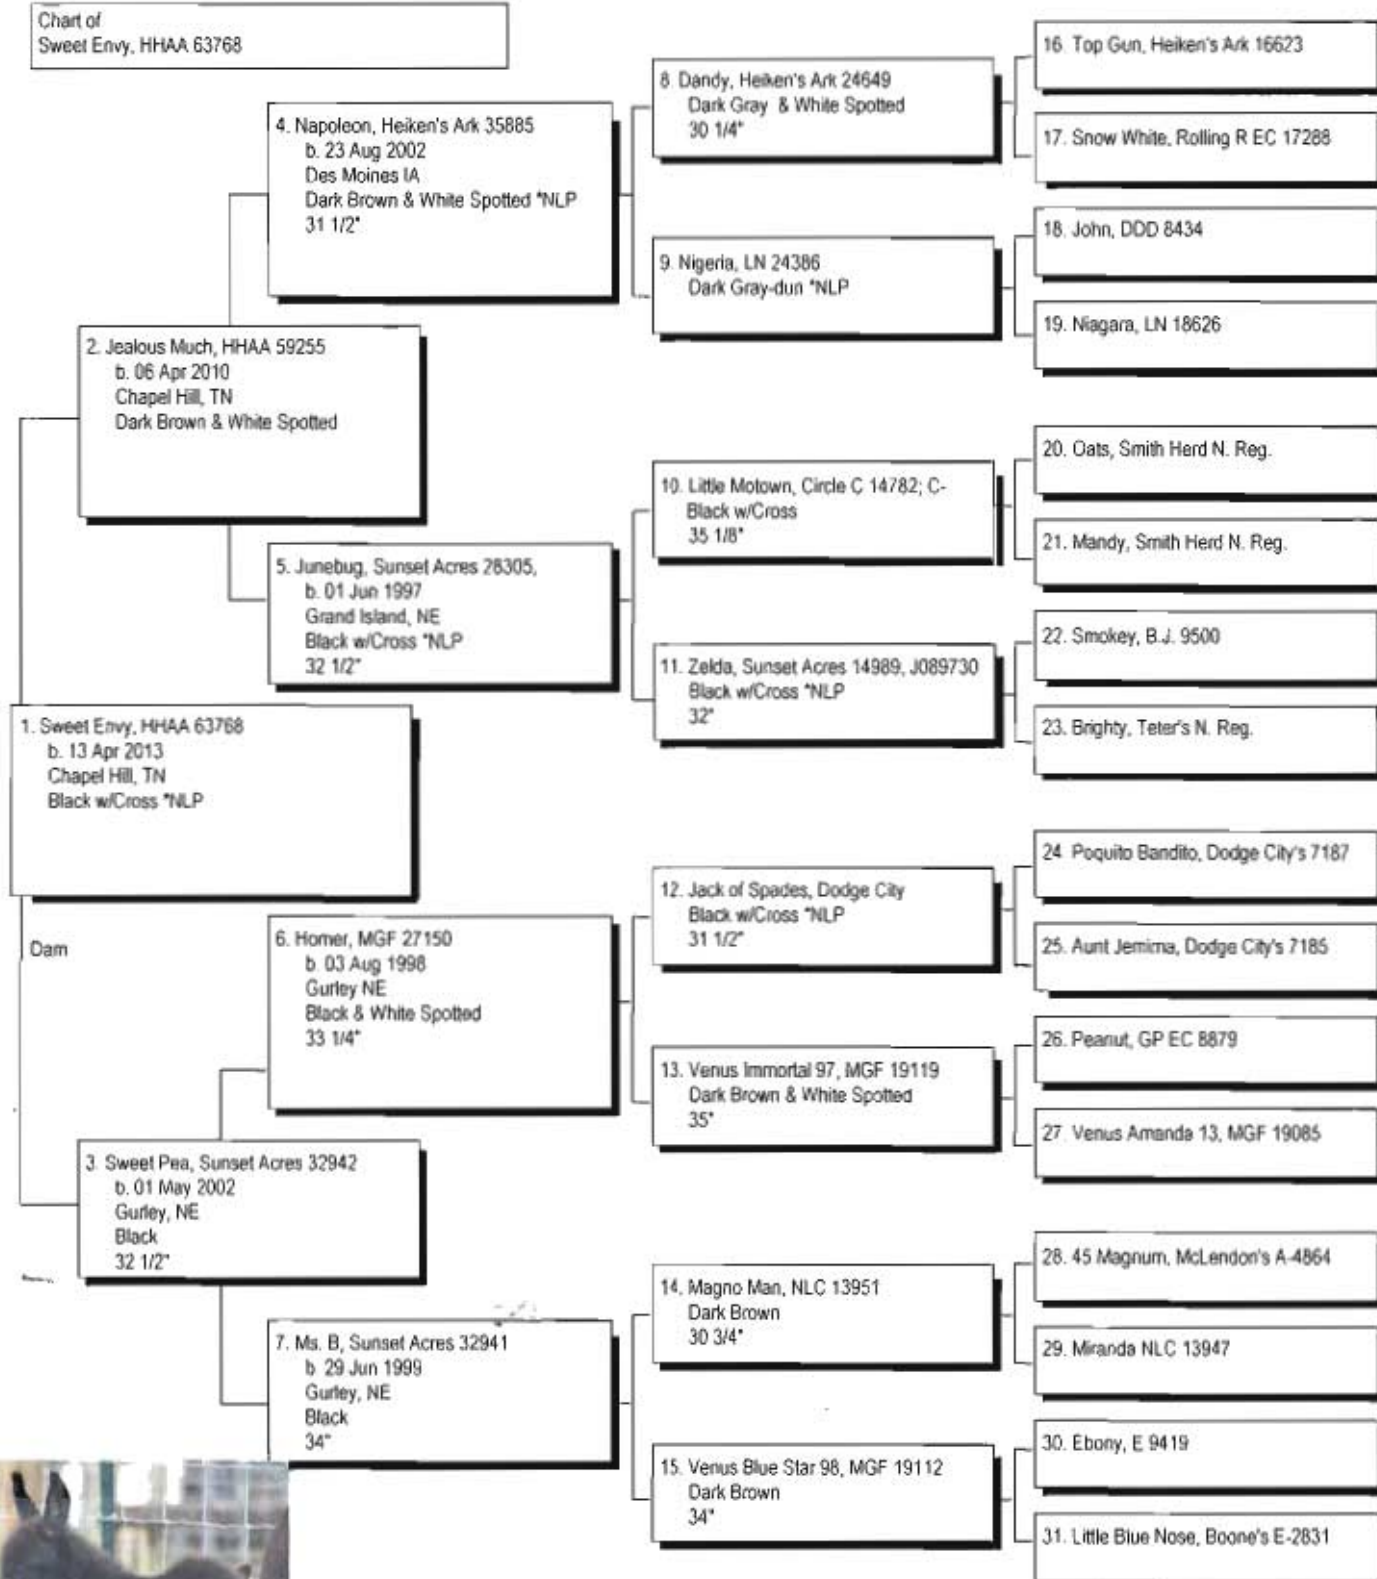 Chart of
Sweet Envy, HHAA 63768
1. Sweet Envy, HHAA 63768
b. 13 Apr 2013
Chapel Hill, TN
Black w/Cross *NLP
Dam
2. Jealous Much, HHAA 59255
b. 06 Apr 2010
Chapel Hill, TN
Dark Brown & White Spotted
3. Sweet Pea, Sunset Acres 32942
b. 01 May 2002
Gurley, NE
Black
32 1/2"
4. Napoleon, Heiken's Ark 35885
b. 23 Aug 2002
Des Moines IA
Dark Brown & White Spotted *NLP
31 1/2"
5. Junebug, Sunset Acres 28305,
b. 01 Jun 1997
Grand Island, NE
Black w/Cross *NLP
32 1/2"
6. Homer, MGF 27150
b. 03 Aug 1998
Gurley NE
Black & White Spotted
33 1/4"
7. Ms. B, Sunset Acres 32941
b 29 Jun 1999
Gurley, NE
Black
34"
8. Dandy, Heiken's Ark 24649
Dark Gray & White Spotted
30 1/4"
9. Nigeria, LN 24386
Dark Gray-dun *NLP
10. Little Motown, Circle C 14782; C-
Black w/Cross
35 1/8"
11. Zelda, Sunset Acres 14989, J089730
Black w/Cross *NLP
32"
12. Jack of Spades, Dodge City
Black w/Cross *NLP
31 1/2"
13. Venus Immortal 97, MGF 19119
Dark Brown & White Spotted
35"
14. Magno Man, NLC 13951
Dark Brown
30 3/4"
15. Venus Blue Star 98, MGF 19112
Dark Brown
34"
16. Top Gun, Heiken's Ark 16623
17. Snow White, Rolling R EC 17288
18. John, DDD 8434
19. Niagara, LN 18626
20. Oats, Smith Herd N. Reg.
21. Mandy, Smith Herd N. Reg.
22. Smokey, B.J. 9500
23. Brighty, Teter's N. Reg.
24 Poquito Bandito, Dodge City's 7187
25. Aunt Jemima, Dodge City's 7185
26. Peanut, GP EC 8879
27. Venus Amanda 13, MGF 19085
28. 45 Magnum, McLendon's A-4864
29. Miranda NLC 13947
30. Ebony, E 9419
31. Little Blue Nose, Boone's E-2831